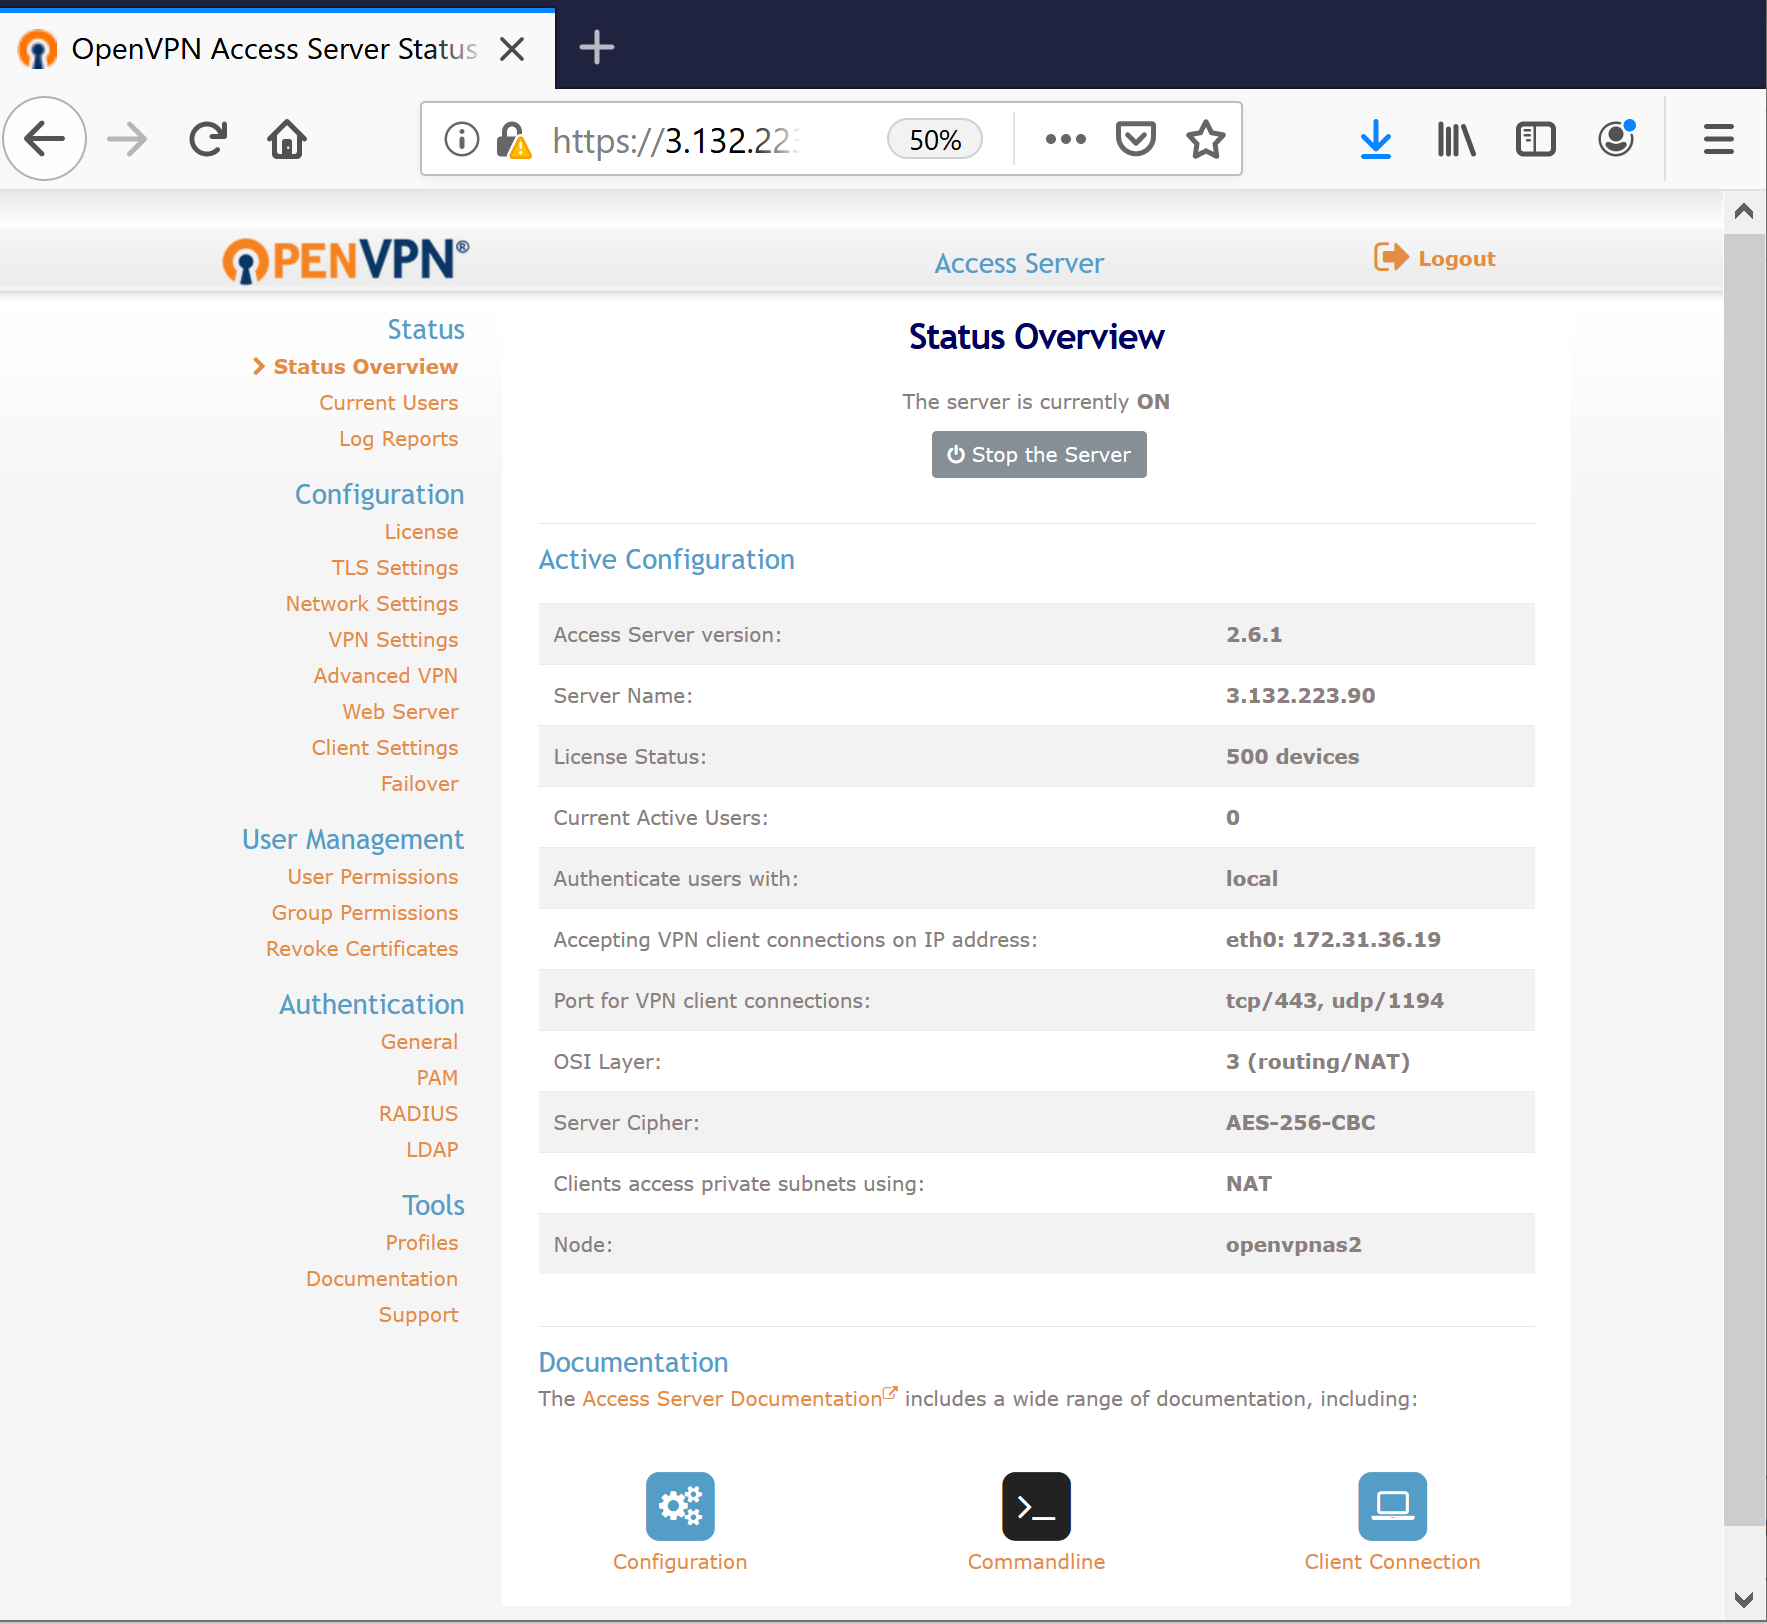 OpenVPN Access Server Status
https://3.132.223 50%
OPENVPN®
Access Server
Logout
Status
Status Overview
Current Users
Log Reports
Configuration
License
TLS Settings
Network Settings
VPN Settings
Advanced VPN
Web Server
Client Settings
Failover
User Management
User Permissions
Group Permissions
Revoke Certificates
Authentication
General
PAM
RADIUS
LDAP
Tools
Profiles
Documentation
Support
Status Overview
The server is currently ON
Stop the Server
Active Configuration
Access Server version: 2.6.1
Server Name: 3.132.223.90
License Status: 500 devices
Current Active Users: 0
Authenticate users with: local
Accepting VPN client connections on IP address: eth0: 172.31.36.19
Port for VPN client connections: tcp/443, udp/1194
OSI Layer: 3 (routing/NAT)
Server Cipher: AES-256-CBC
Clients access private subnets using: NAT
Node: openvpnas2
Documentation
The Access Server Documentation includes a wide range of documentation, including:
Configuration
Commandline
Client Connection